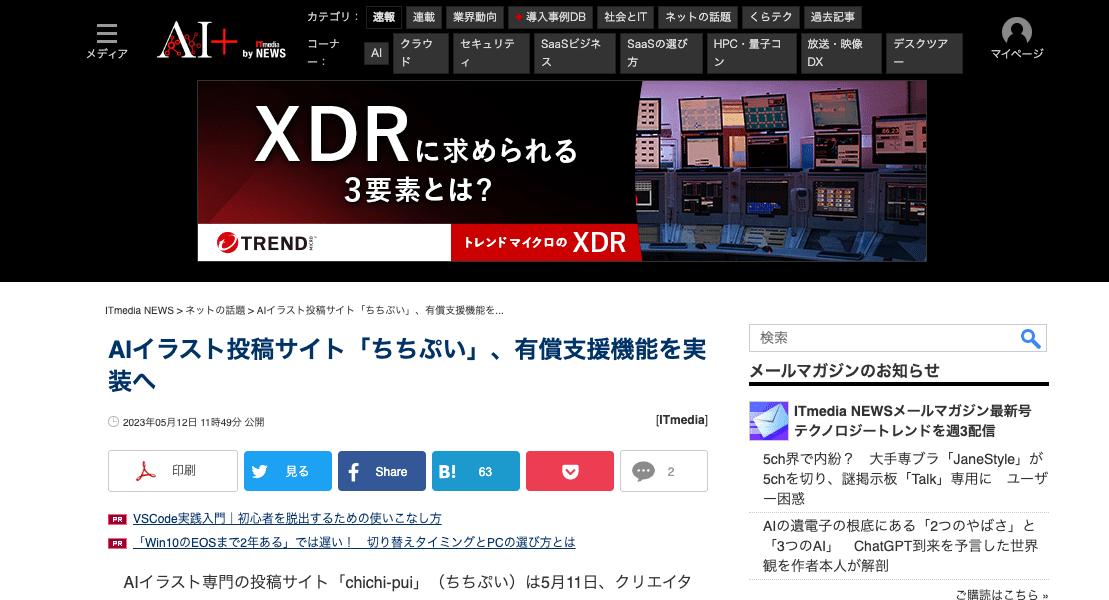 メディア
AI+ by ITmedia NEWS
カテゴリ： 速報 連載 業界動向 導入事例DB 社会とIT ネットの話題 くらテク 過去記事
コーナー： AI クラウド セキュリティ SaaSビジネス SaaSの選び方 HPC・量子コン 放送・映像DX デスクツアー
マイページ
XDRに求められる
3要素とは?
TREND MICRO トレンドマイクロの XDR
ITmedia NEWS > ネットの話題 > AIイラスト投稿サイト「ちちぷい」、有償支援機能を...
AIイラスト投稿サイト「ちちぷい」、有償支援機能を実
装へ
2023年05月12日 11時49分 公開
[ITmedia]
印刷 見る Share B! 63 2
PR VSCode実践入門｜初心者を脱出するための使いこなし方
PR 「Win10のEOSまで2年ある」では遅い！　切り替えタイミングとPCの選び方とは
AIイラスト専門の投稿サイト「chichi-pui」（ちちぷい）は5月11日、クリエイタ
検索
メールマガジンのお知らせ
ITmedia NEWSメールマガジン最新号
テクノロジートレンドを週3配信
5ch界で内紛？　大手専ブラ「JaneStyle」が
5chを切り、謎掲示板「Talk」専用に　ユーザ
ー困惑
AIの遺電子の根底にある「2つのやばさ」と
「3つのAI」　ChatGPT到来を予言した世界
観を作者本人が解剖
ご購読はこちら »